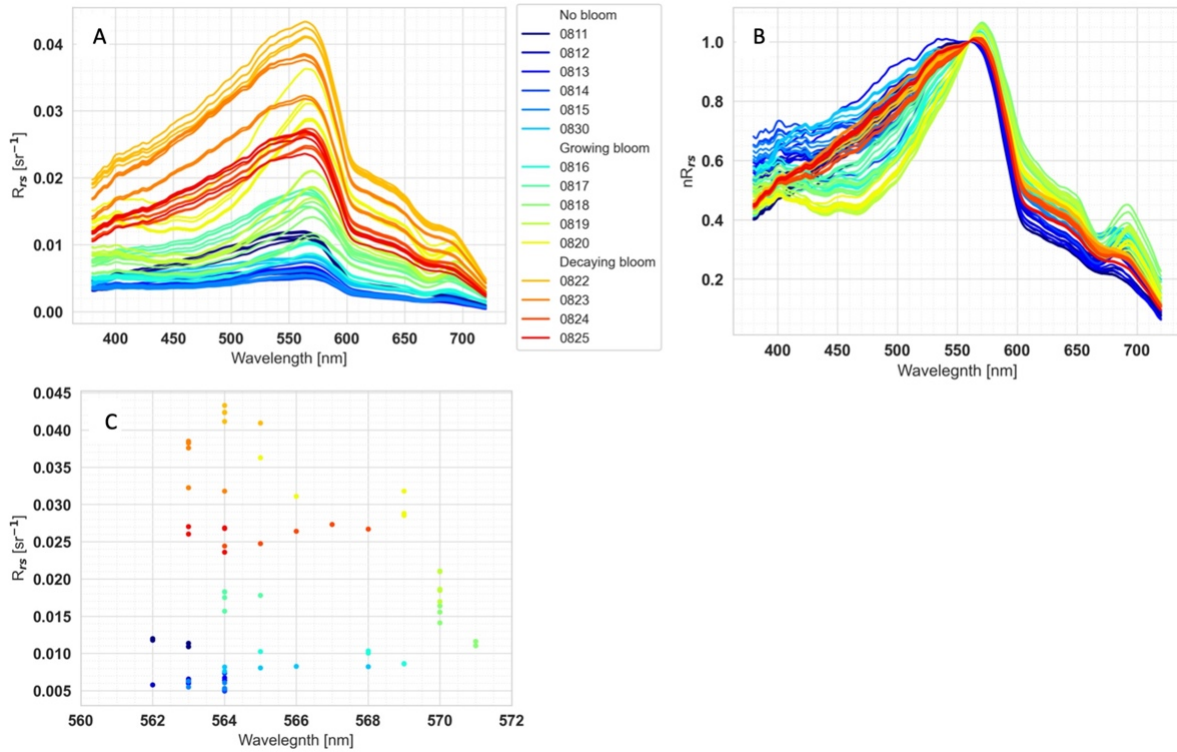 A
0.04
0.03
0.02
0.01
0.00
R_rs [sr⁻¹]
400 450 500 550 600 650 700
Wavelength [nm]
No bloom
0811
0812
0813
0814
0815
0830
Growing bloom
0816
0817
0818
0819
0820
Decaying bloom
0822
0823
0824
0825
B
1.0
0.8
0.6
0.4
0.2
nR_rs
400 450 500 550 600 650 700
Wavelegnth [nm]
C
0.045
0.040
0.035
0.030
0.025
0.020
0.015
0.010
0.005
R_rs [sr⁻¹]
560 562 564 566 568 570 572
Wavelegnth [nm]